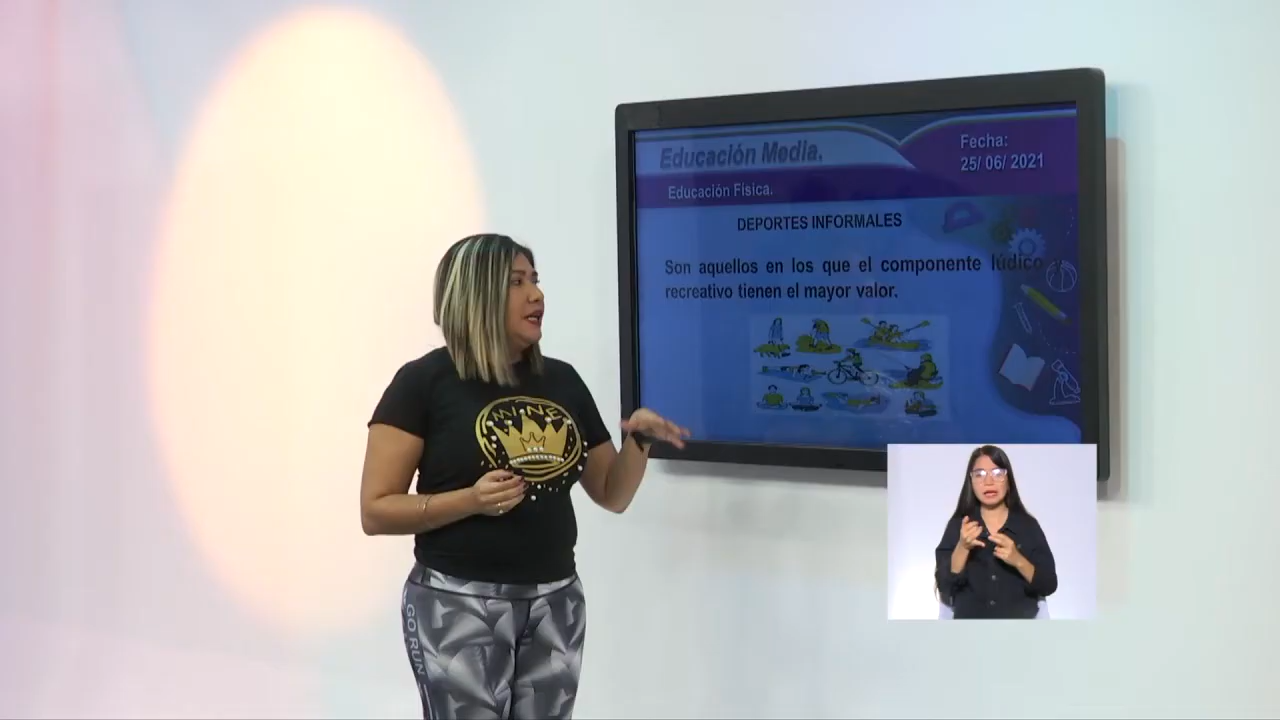 Educación Media.
Fecha:
25/ 06/ 2021
Educación Física.
DEPORTES INFORMALES
Son aquellos en los que el componente lúdico y
recreativo tienen el mayor valor.
MINE
GO RUN